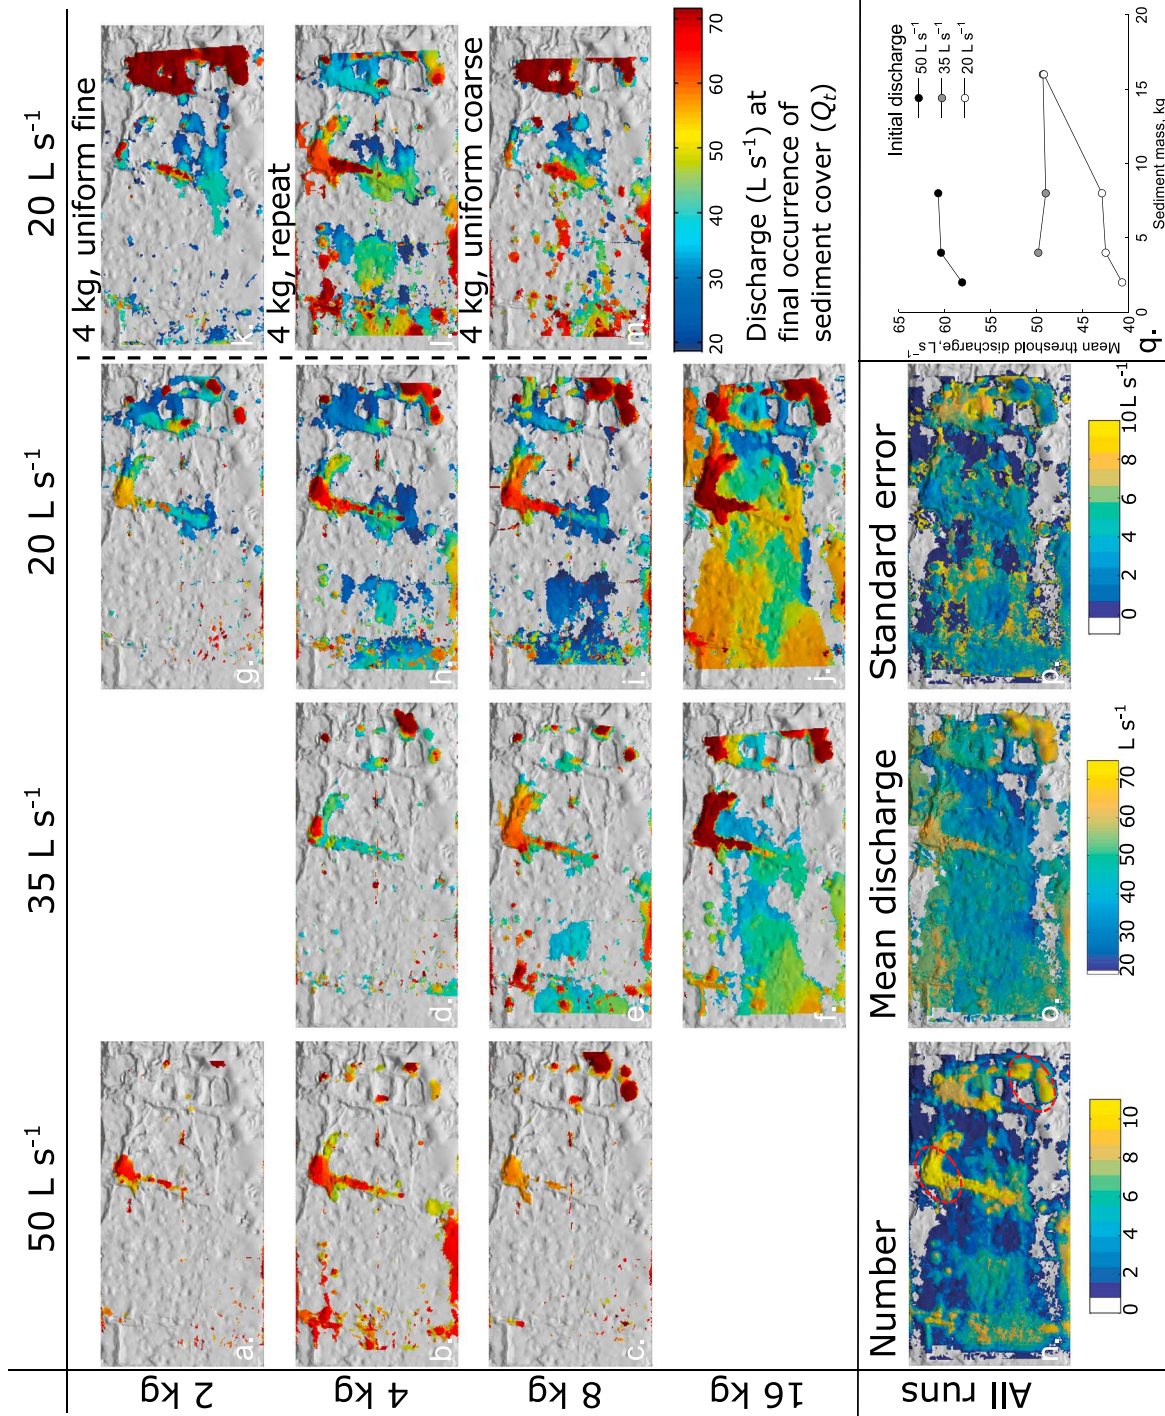 50 L s⁻¹
35 L s⁻¹
20 L s⁻¹
20 L s⁻¹
2 kg
a.
g.
4 kg, uniform fine
k.
4 kg
b.
d.
h.
4 kg, repeat
l.
8 kg
c.
e.
i.
4 kg, uniform coarse
m.
16 kg
f.
j.
20 30 40 50 60 70
Discharge (L s⁻¹) at
final occurrence of
sediment cover (Qt)
All runs
Number
n.
0 2 4 6 8 10
Mean discharge
o.
20 30 40 50 60 70 L s⁻¹
Standard error
p.
0 2 4 6 8 10 L s⁻¹
q.
Initial discharge
50 L s⁻¹
35 L s⁻¹
20 L s⁻¹
Mean threshold discharge, Ls⁻¹
65
60
55
50
45
40
0 5 10 15 20
Sediment mass, kg